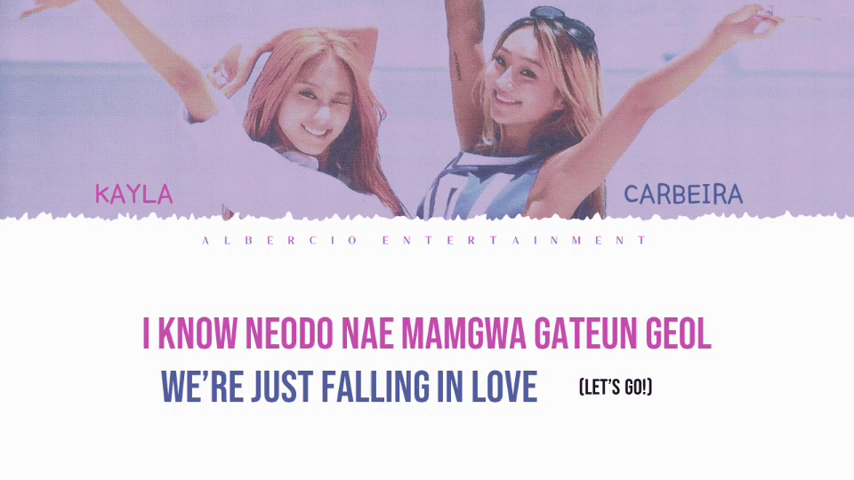 KAYLA
CARBEIRA
ALBERCIO ENTERTAINMENT
I KNOW NEODO NAE MAMGWA GATEUN GEOL
WE'RE JUST FALLING IN LOVE (LET'S GO!)